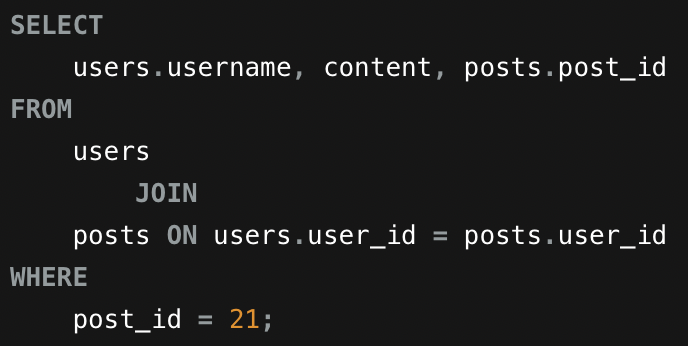 SELECT
users.username, content, posts.post_id
FROM
users
JOIN
posts ON users.user_id = posts.user_id
WHERE
post_id = 21;